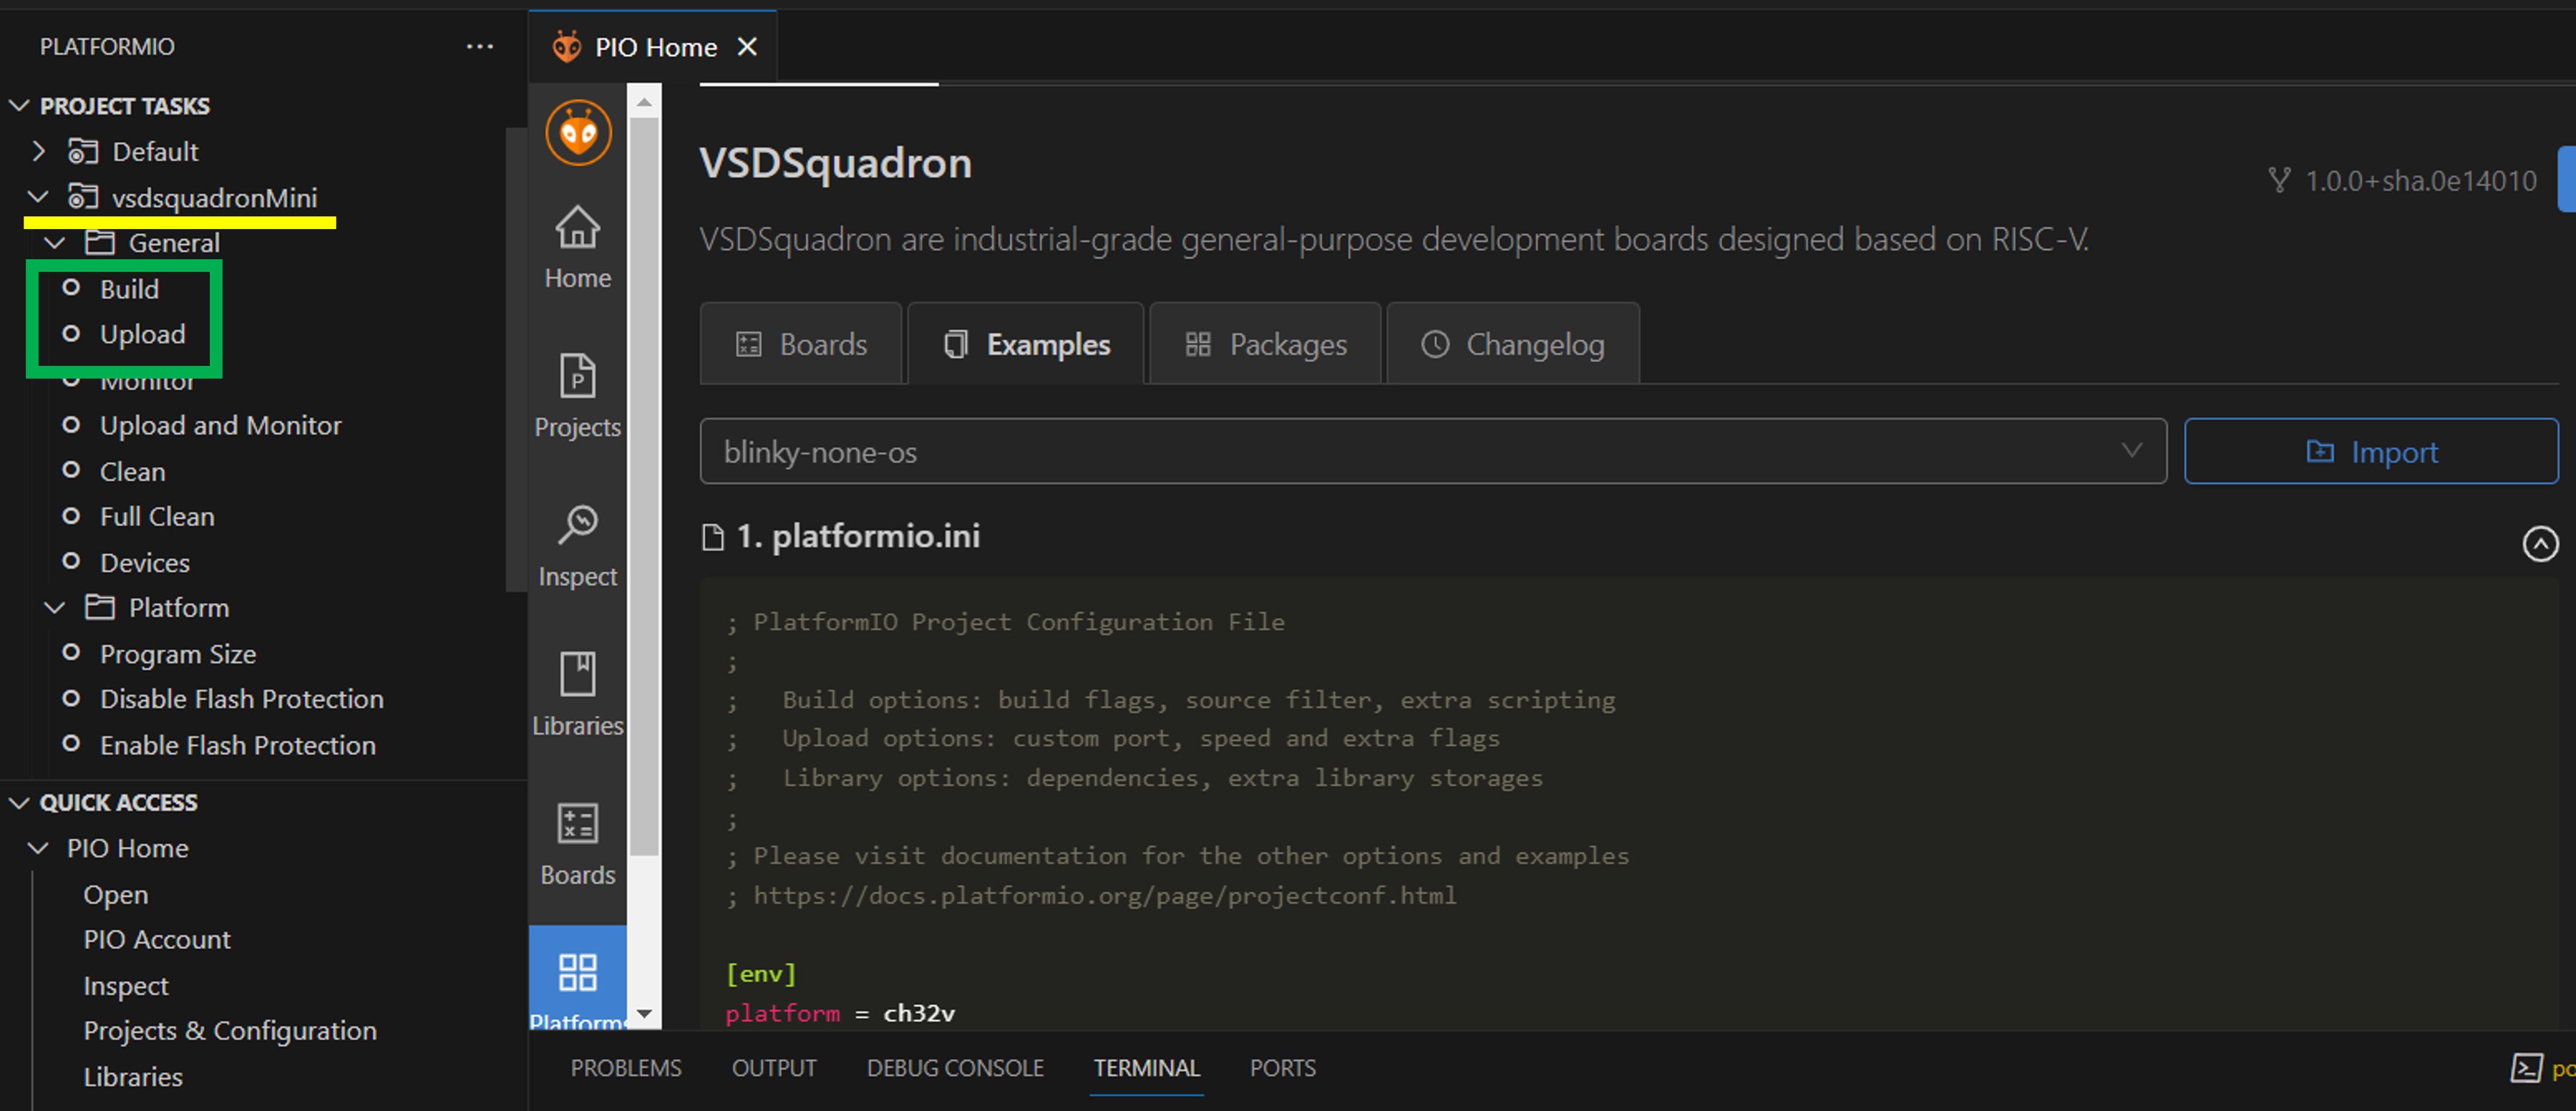 PLATFORMIO
PROJECT TASKS
Default
vsdsquadronMini
General
Build
Upload
Monitor
Upload and Monitor
Clean
Full Clean
Devices
Platform
Program Size
Disable Flash Protection
Enable Flash Protection
QUICK ACCESS
PIO Home
Open
PIO Account
Inspect
Projects & Configuration
Libraries
PIO Home
Home
Projects
Inspect
Libraries
Boards
Platforms
VSDSquadron
1.0.0+sha.0e14010
VSDSquadron are industrial-grade general-purpose development boards designed based on RISC-V.
Boards
Examples
Packages
Changelog
blinky-none-os
Import
1. platformio.ini
; PlatformIO Project Configuration File
;
;   Build options: build flags, source filter, extra scripting
;   Upload options: custom port, speed and extra flags
;   Library options: dependencies, extra library storages
;
; Please visit documentation for the other options and examples
; https://docs.platformio.org/page/projectconf.html
[env]
platform = ch32v
PROBLEMS
OUTPUT
DEBUG CONSOLE
TERMINAL
PORTS